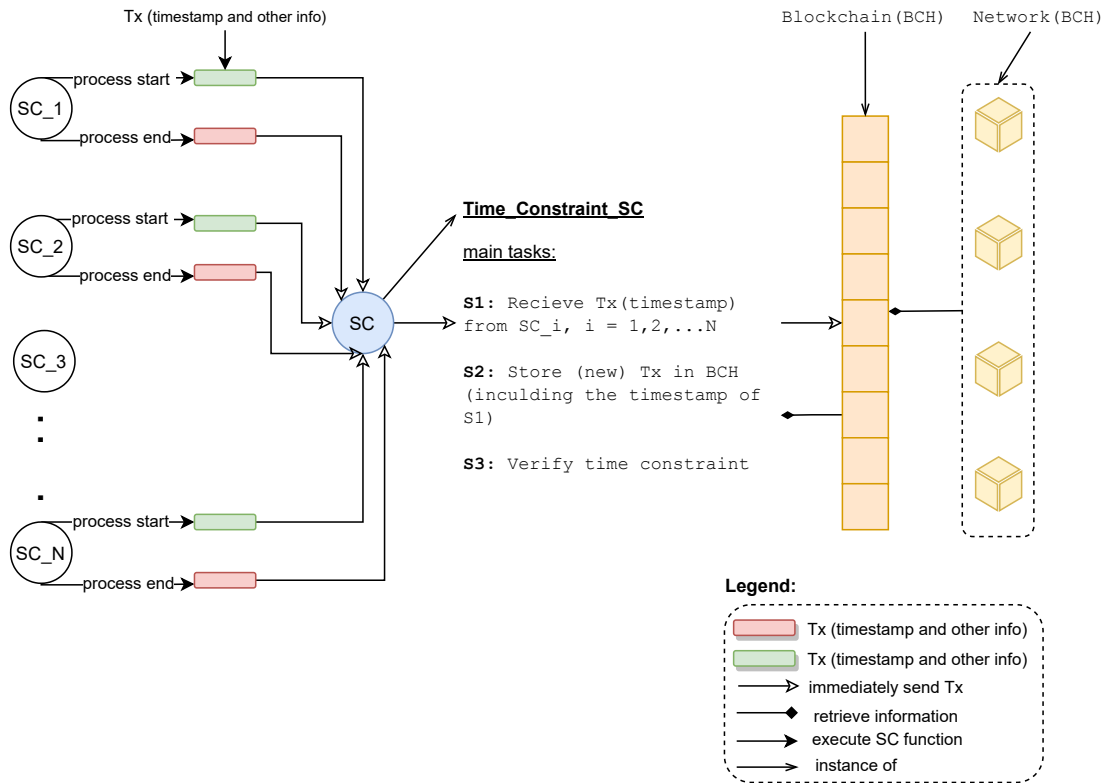 Tx (timestamp and other info)
Blockchain(BCH)
Network(BCH)
process start
SC_1
process end
process start
SC_2
process end
SC_3
process start
SC_N
process end
SC
Time_Constraint_SC
main tasks:
S1: Recieve Tx(timestamp)
from SC_i, i = 1,2,...N
S2: Store (new) Tx in BCH
(inculding the timestamp of
S1)
S3: Verify time constraint
Legend:
Tx (timestamp and other info)
Tx (timestamp and other info)
immediately send Tx
retrieve information
execute SC function
instance of